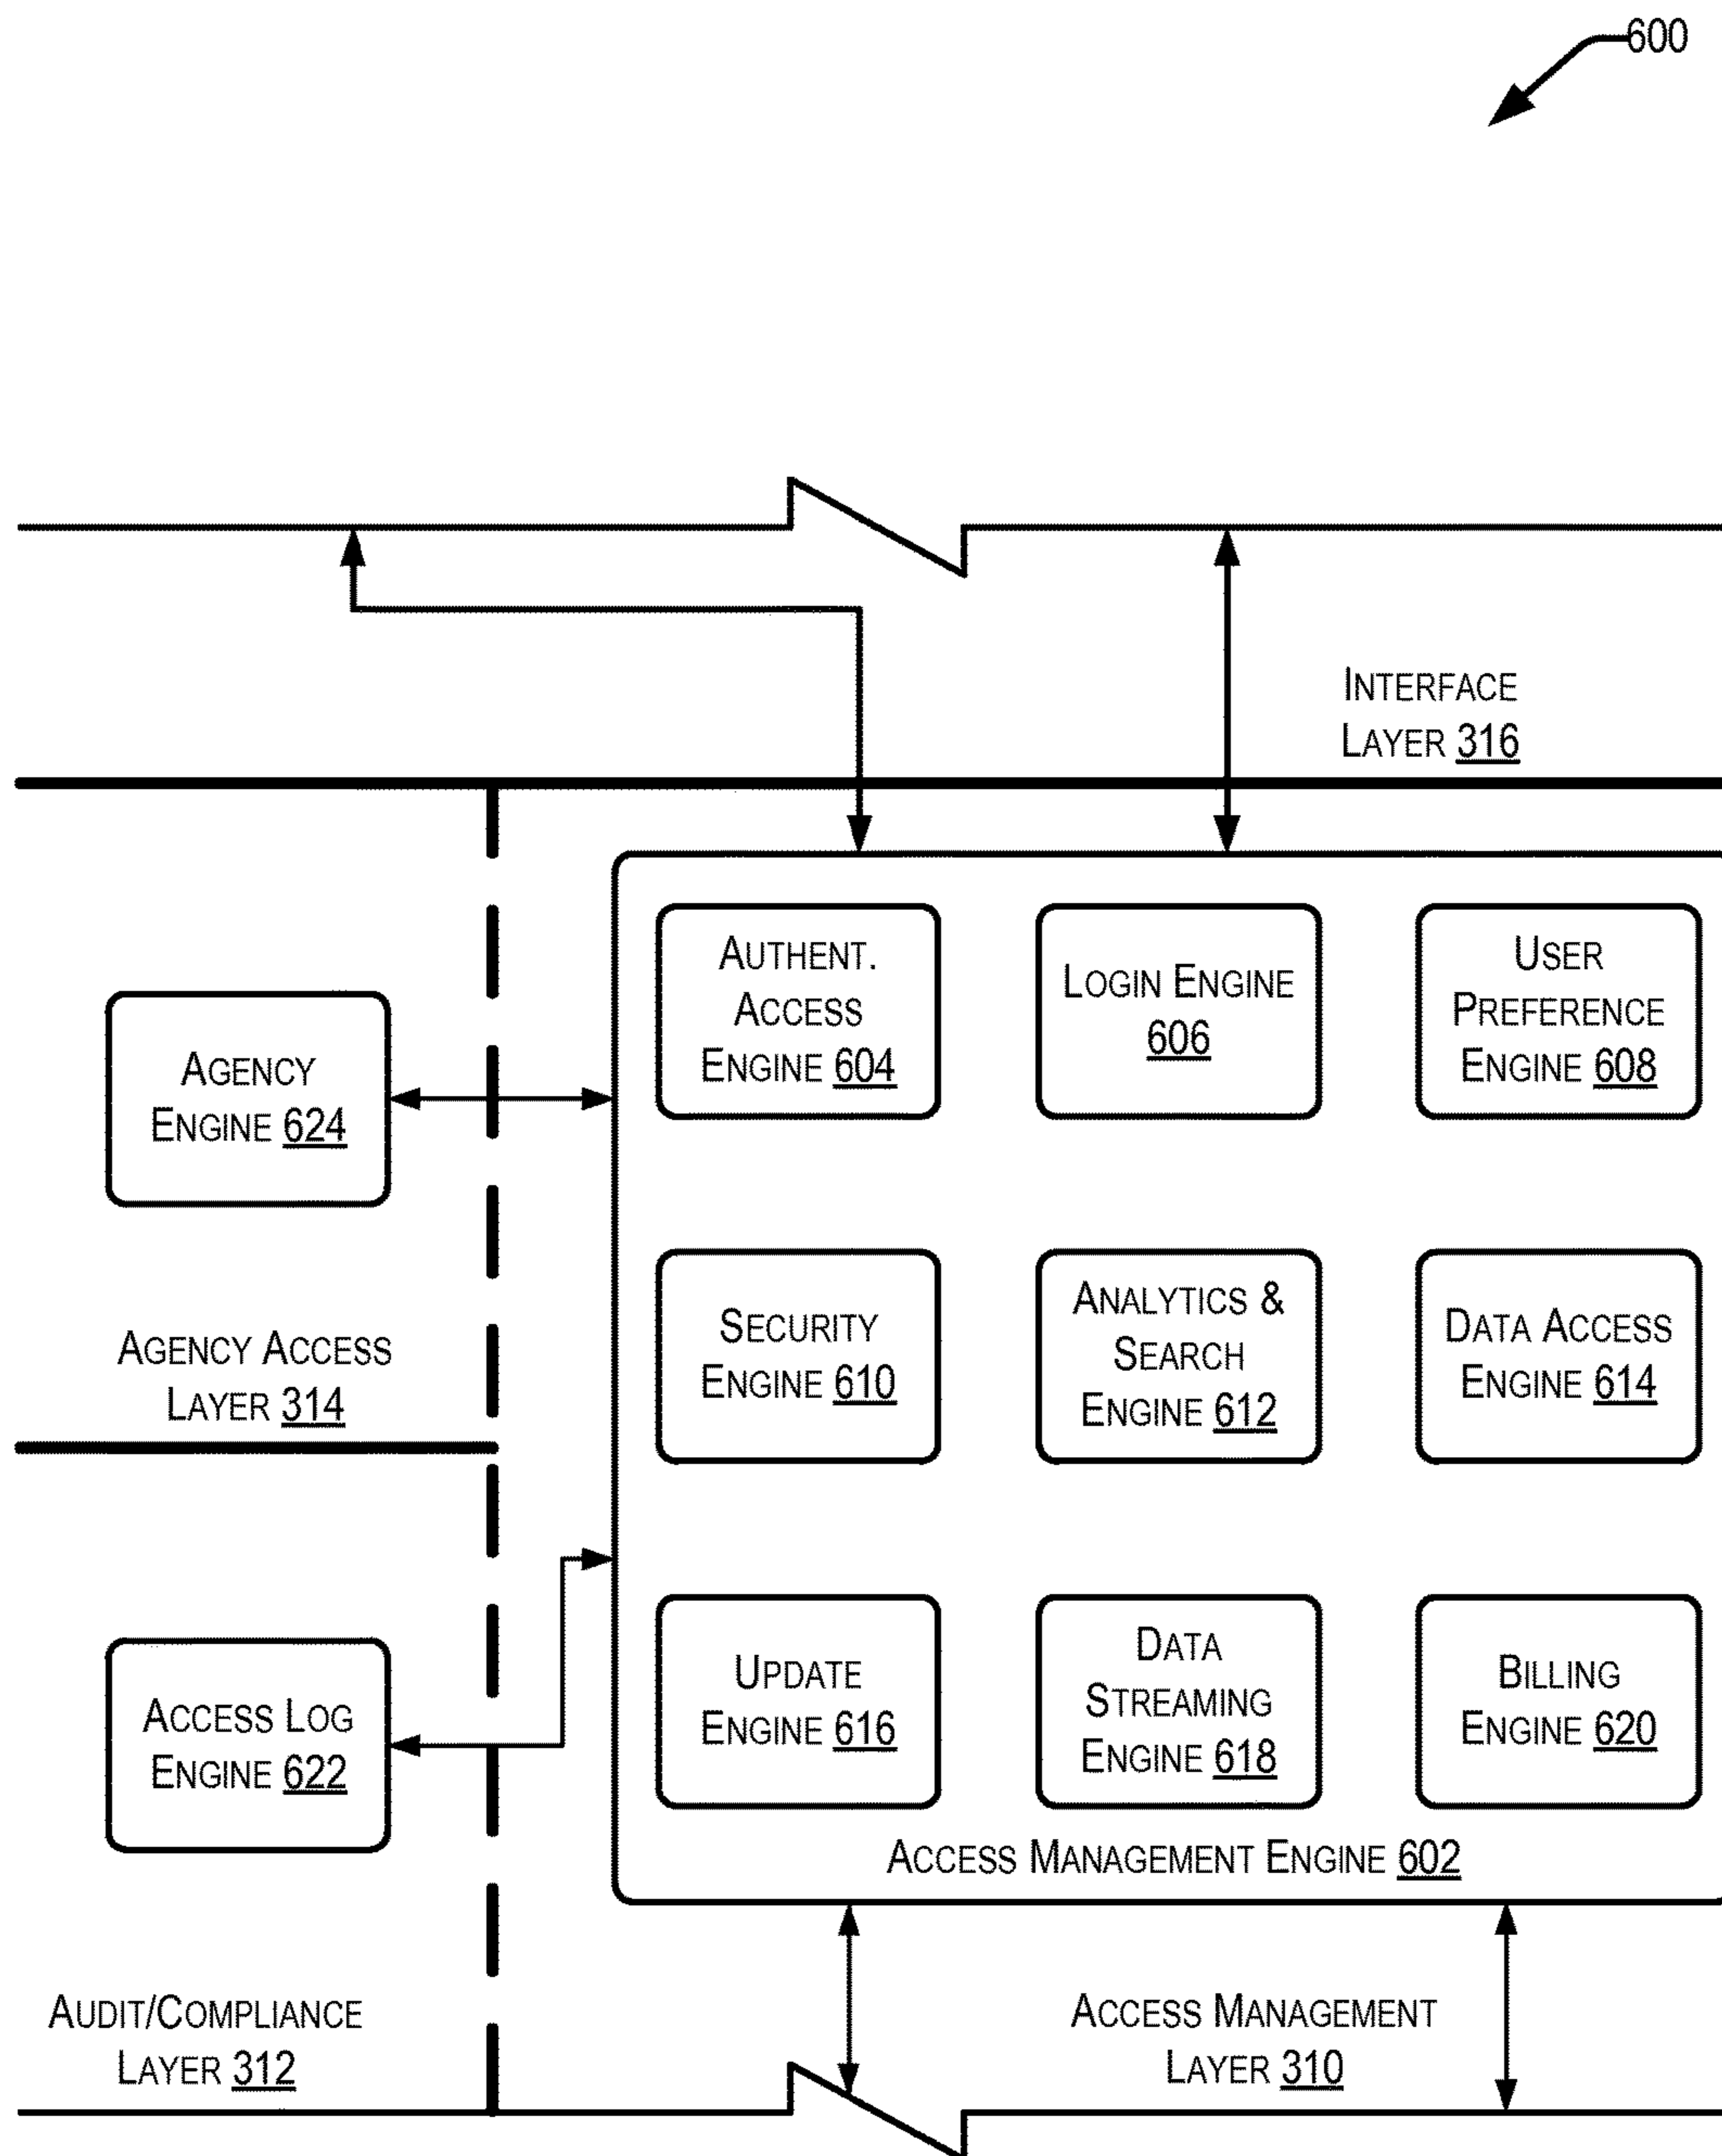 600
INTERFACE
LAYER 316
AUTHENT.
ACCESS
ENGINE 604
LOGIN ENGINE
606
USER
PREFERENCE
ENGINE 608
AGENCY
ENGINE 624
SECURITY
ENGINE 610
ANALYTICS &
SEARCH
ENGINE 612
DATA ACCESS
ENGINE 614
AGENCY ACCESS
LAYER 314
UPDATE
ENGINE 616
DATA
STREAMING
ENGINE 618
BILLING
ENGINE 620
ACCESS LOG
ENGINE 622
ACCESS MANAGEMENT ENGINE 602
AUDIT/COMPLIANCE
LAYER 312
ACCESS MANAGEMENT
LAYER 310